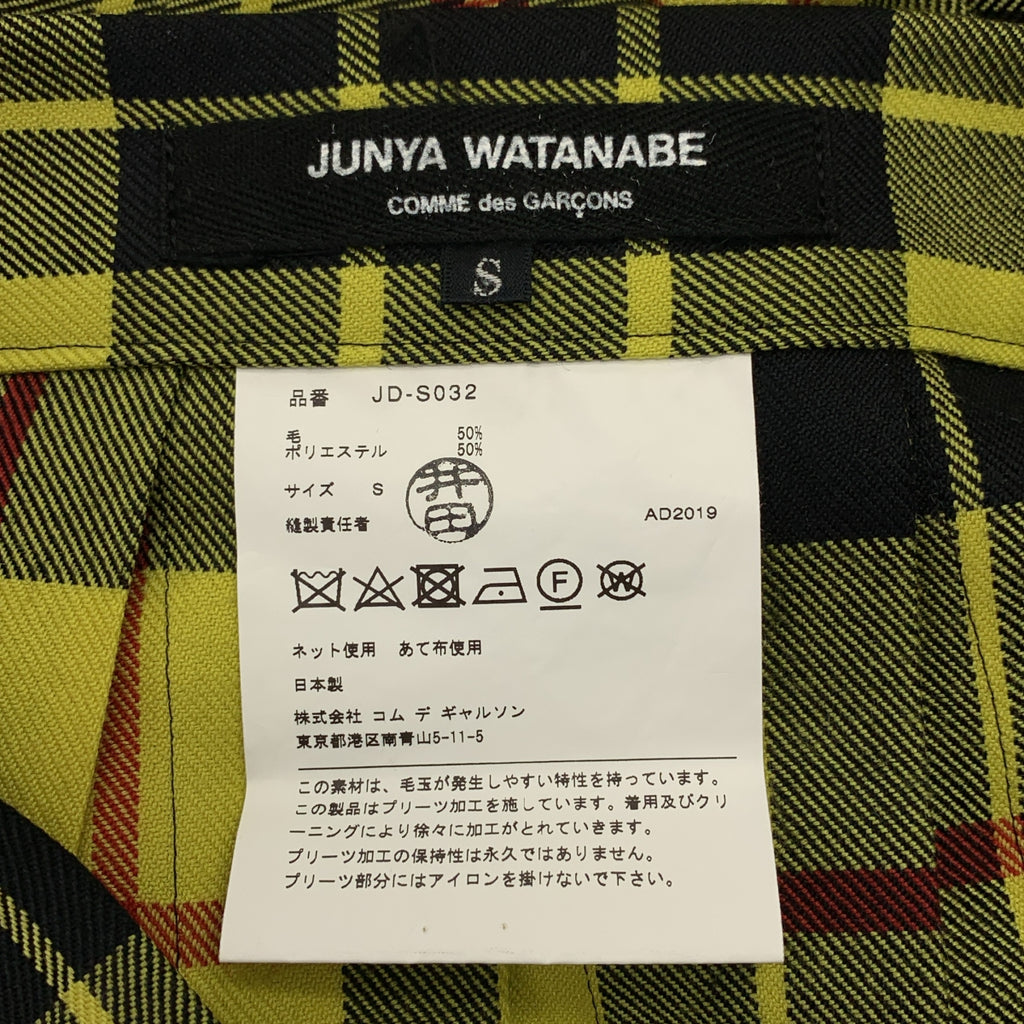 JUNYA WATANABE
COMME des GARÇONS
S
品番 JD-S032
毛 50%
ポリエステル 50%
サイズ S
井田
縫製責任者
AD2019
F
W
ネット使用 あて布使用
日本製
株式会社 コム デ ギャルソン
東京都港区南青山5-11-5
この素材は、毛玉が発生しやすい特性を持っています。
この製品はプリーツ加工を施しています。着用及びクリ
ーニングにより徐々に加工がとれていきます。
プリーツ加工の保持性は永久ではありません。
プリーツ部分にはアイロンを掛けないで下さい。